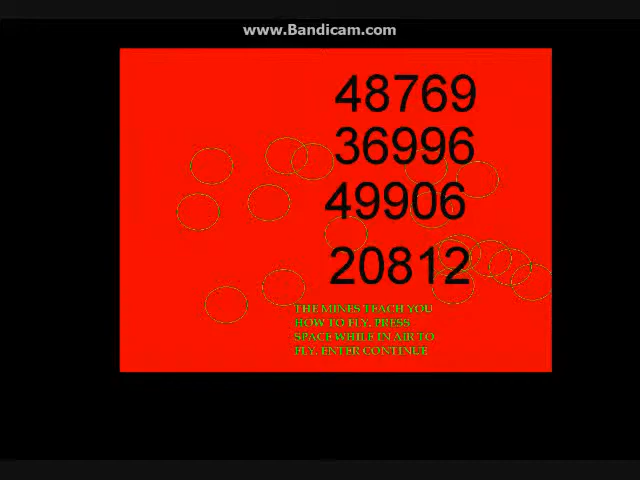 www.Bandicam.com
48769
36996
49906
20812
THE MINES TEACH YOU
HOW TO FLY. PRESS
SPACE WHILE IN AIR TO
FLY. ENTER CONTINUE